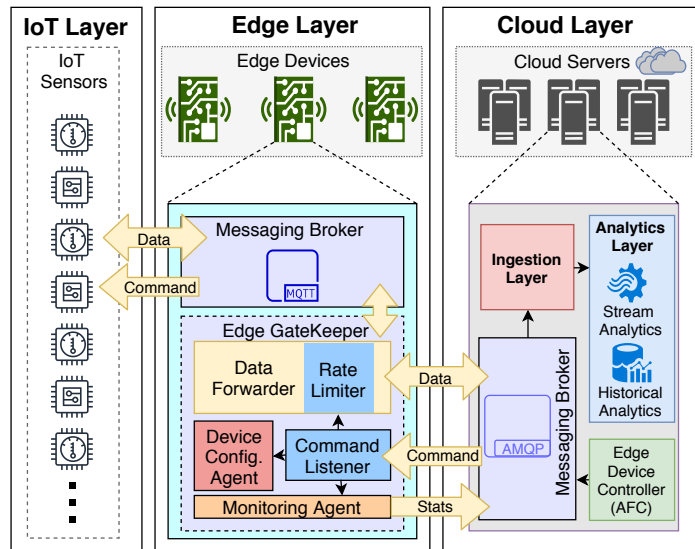 IoT Layer
IoT
Sensors
Edge Layer
Edge Devices
Cloud Layer
Cloud Servers
Data
Command
Messaging Broker
MQTT
Edge GateKeeper
Data
Forwarder
Rate
Limiter
Device
Config.
Agent
Command
Listener
Monitoring Agent
Data
Command
Stats
Ingestion
Layer
Analytics
Layer
Stream
Analytics
Historical
Analytics
Messaging Broker
AMQP
Edge
Device
Controller
(AFC)